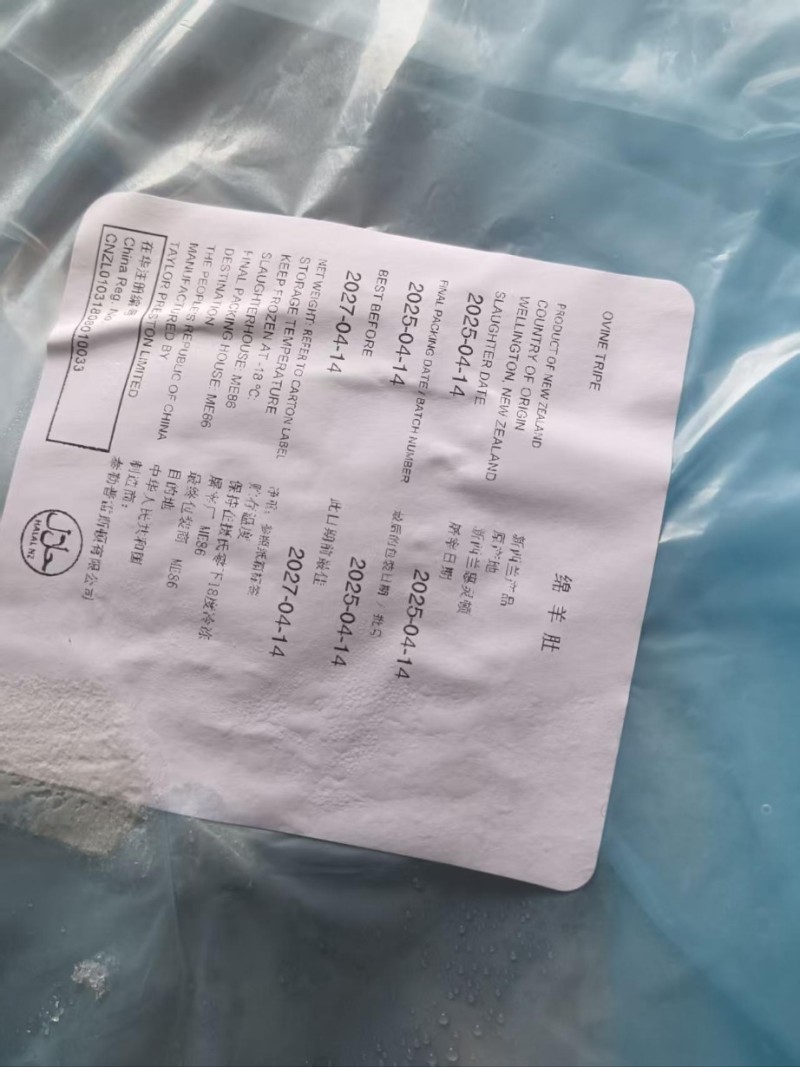 OVINE TRIPE
PRODUCT OF NEW ZEALAND
COUNTRY OF ORIGIN
WELLINGTON, NEW ZEALAND
SLAUGHTER DATE
2025-04-14
FINAL PACKING DATE / BATCH NUMBER
2025-04-14
BEST BEFORE
2027-04-14
NET WEIGHT: REFER TO CARTON LABEL
STORAGE TEMPERATURE
KEEP FROZEN AT -18 °C.
SLAUGHTERHOUSE: ME86
FINAL PACKING HOUSE: ME86
DESTINATION
THE PEOPLES
REPUBLIC OF CHINA
MANUFACTURED BY
TAYLOR PRESTON LIMITED
在华注册编号
China Reg. No
CNZL01031808010033
绵羊肚
新西兰产品
原产地
新西兰惠灵顿
屠宰日期
2025-04-14
最后的包装日期 / 批号
2025-04-14
此日期前最佳
2027-04-14
净重: 参照纸箱标签
贮存温度
保持在摄氏零下18度冷冻
屠宰厂 ME86
最终包装商 ME86
目的地
中华人民共和国
制造商:
泰勒普雷斯顿有限公司
حلال
HALAL NZ